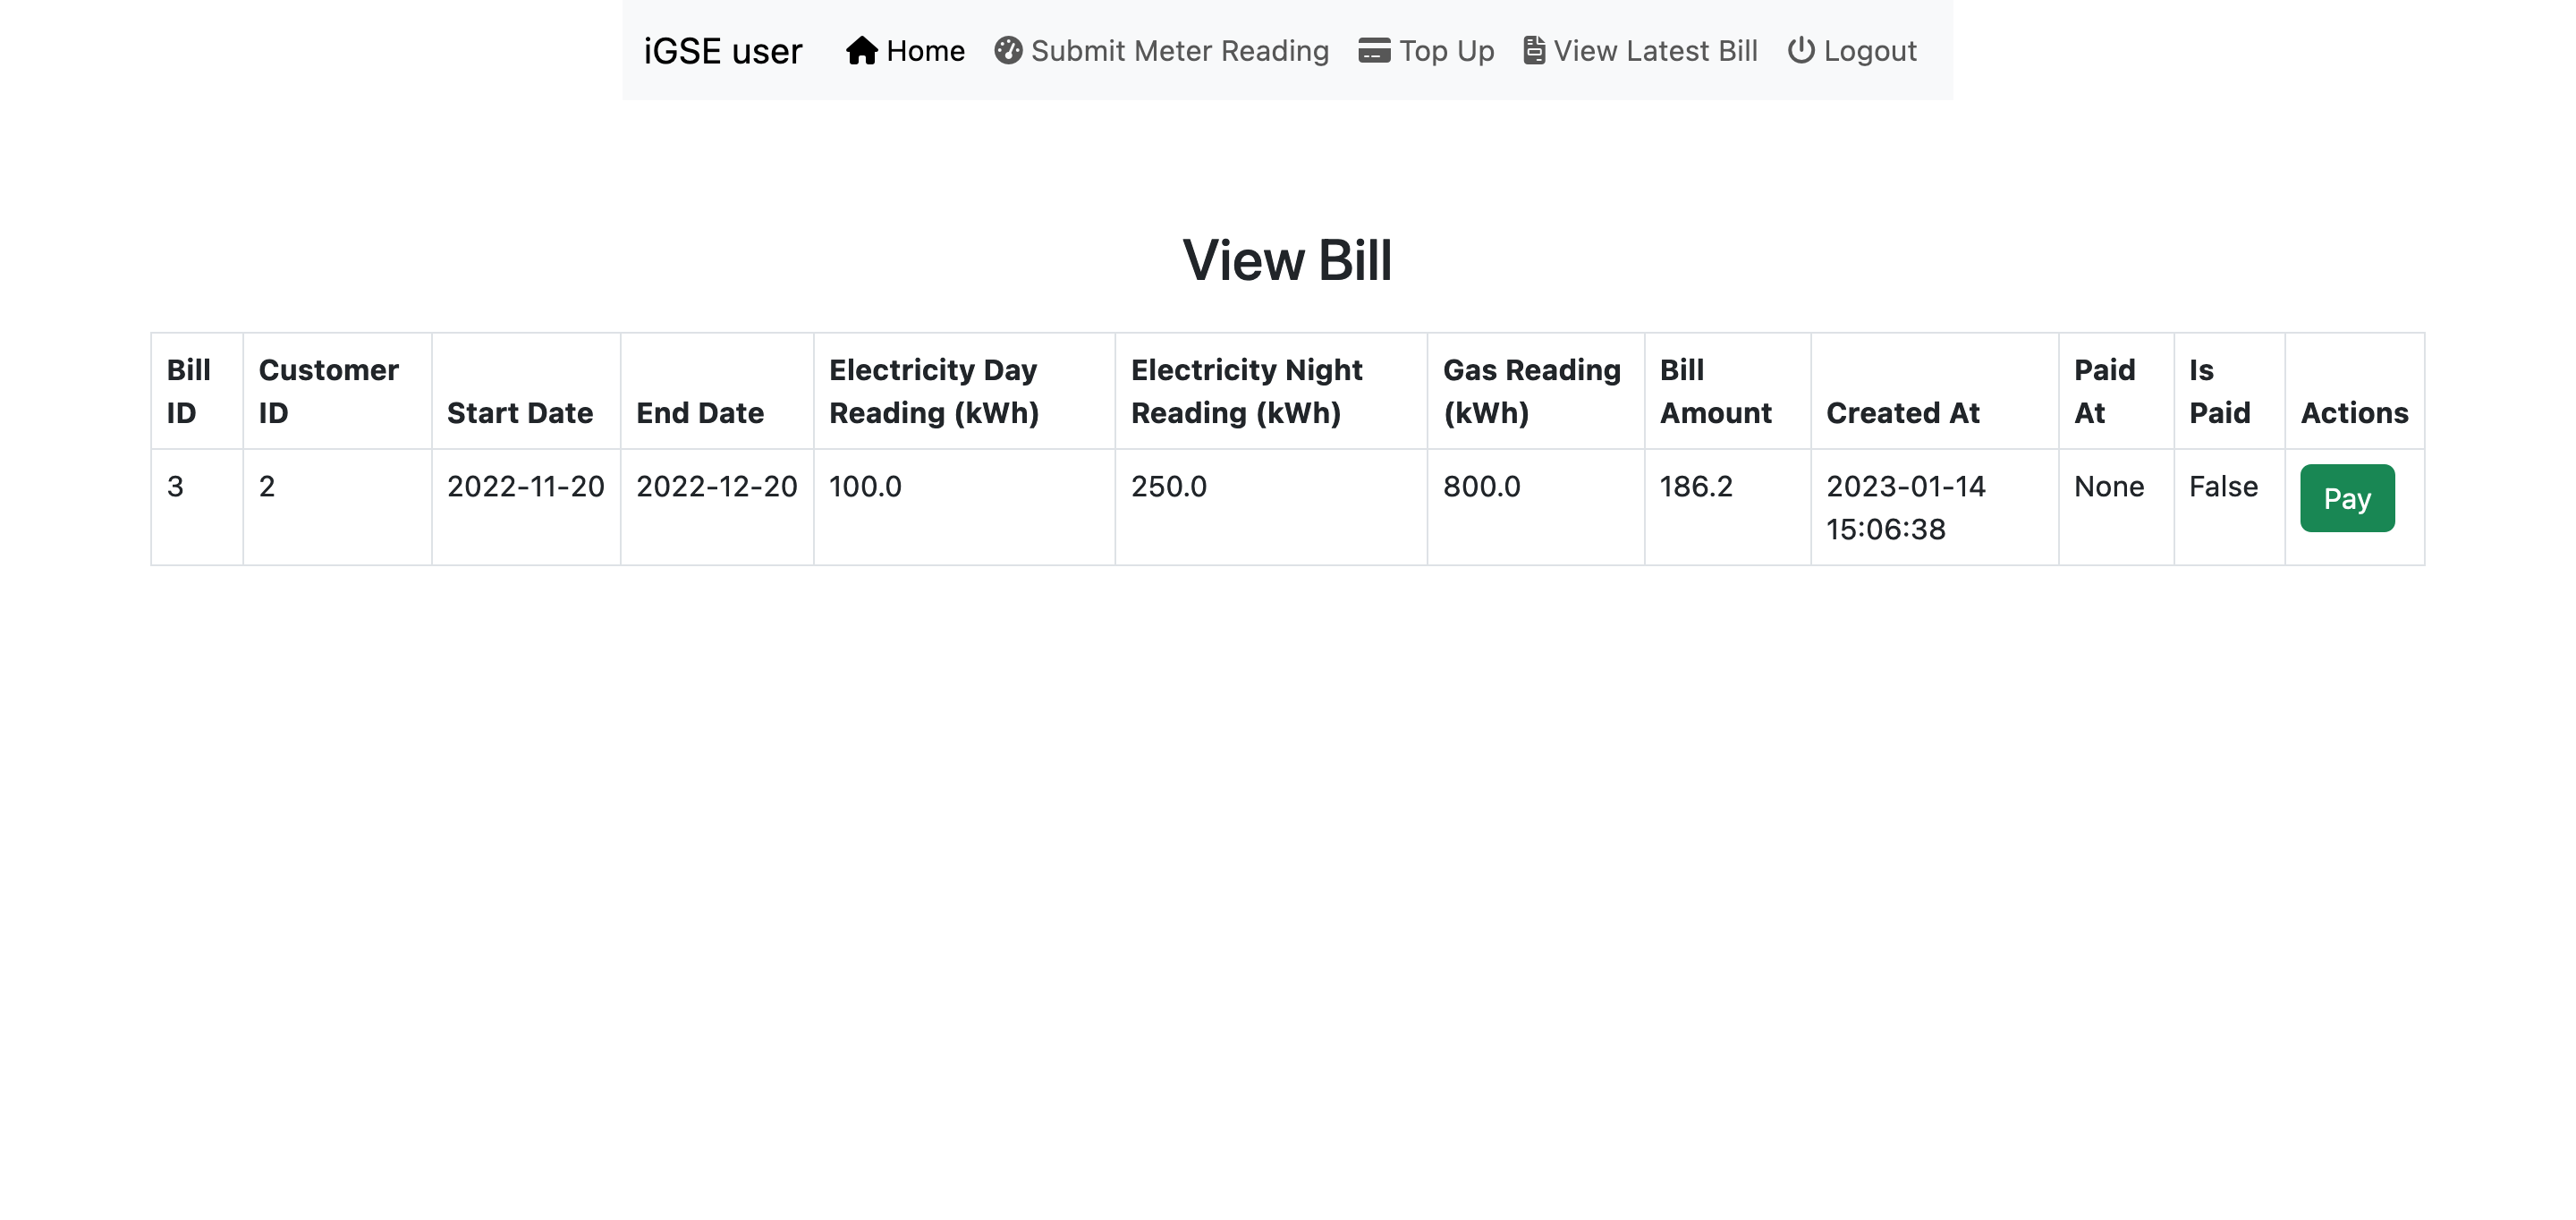 iGSE user Home Submit Meter Reading Top Up View Latest Bill Logout
View Bill
Bill ID Customer ID Start Date End Date Electricity Day Reading (kWh) Electricity Night Reading (kWh) Gas Reading (kWh) Bill Amount Created At Paid At Is Paid Actions
3 2 2022-11-20 2022-12-20 100.0 250.0 800.0 186.2 2023-01-14 15:06:38 None False Pay